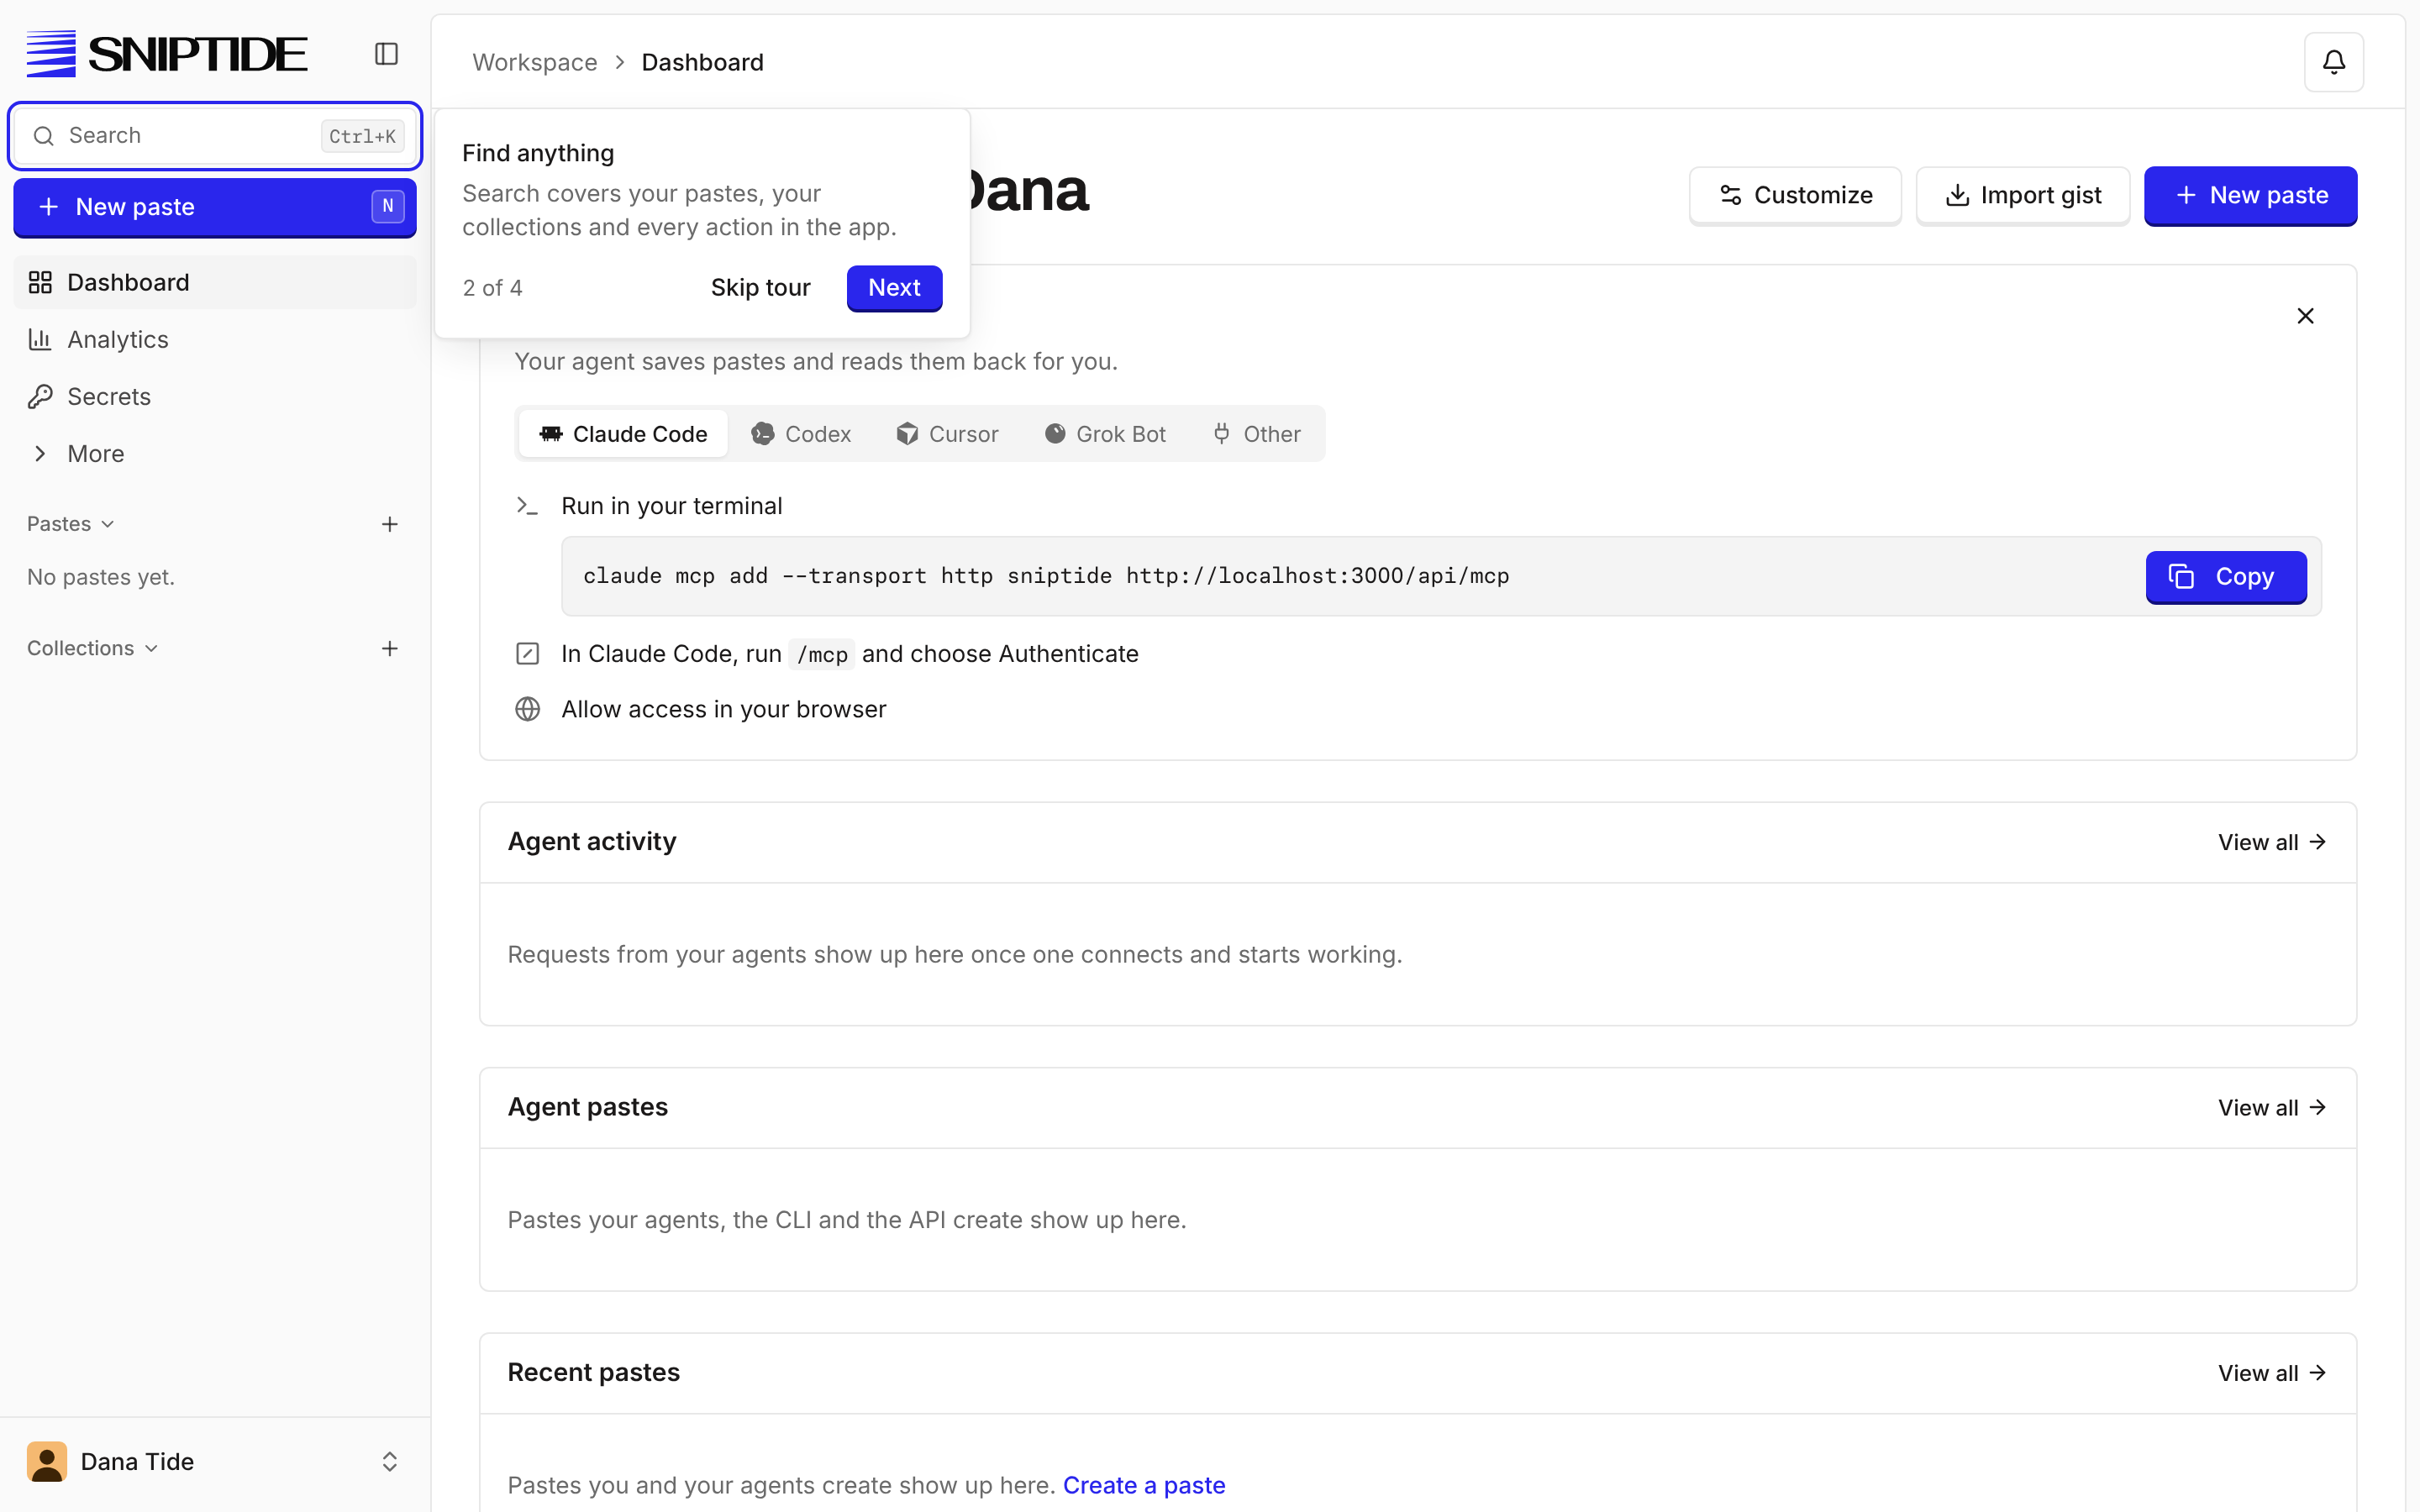 SNIPTIDE
Search Ctrl+K
New paste N
Dashboard
Analytics
Secrets
More
Pastes
No pastes yet.
Collections
Dana Tide
Workspace > Dashboard
Find anything
Search covers your pastes, your
collections and every action in the app.
2 of 4 Skip tour Next
Dana
Customize Import gist New paste
Your agent saves pastes and reads them back for you.
Claude Code Codex Cursor Grok Bot Other
Run in your terminal
claude mcp add --transport http sniptide http://localhost:3000/api/mcp Copy
In Claude Code, run /mcp and choose Authenticate
Allow access in your browser
Agent activity View all
Requests from your agents show up here once one connects and starts working.
Agent pastes View all
Pastes your agents, the CLI and the API create show up here.
Recent pastes View all
Pastes you and your agents create show up here. Create a paste